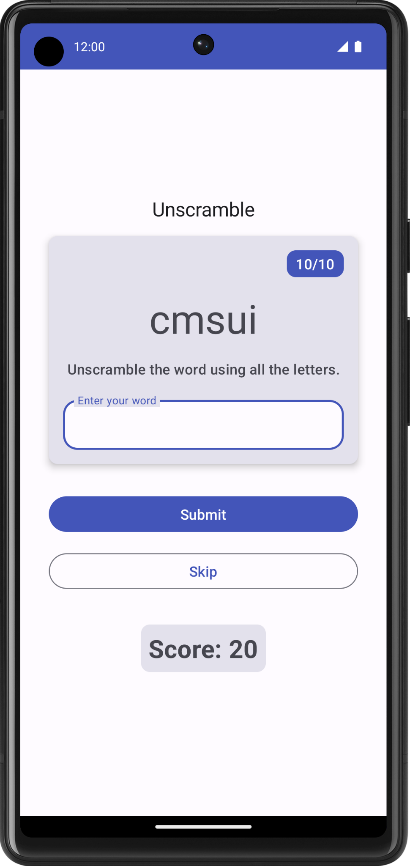 12:00
Unscramble
10/10
cmsui
Unscramble the word using all the letters.
Enter your word
Submit
Skip
Score: 20